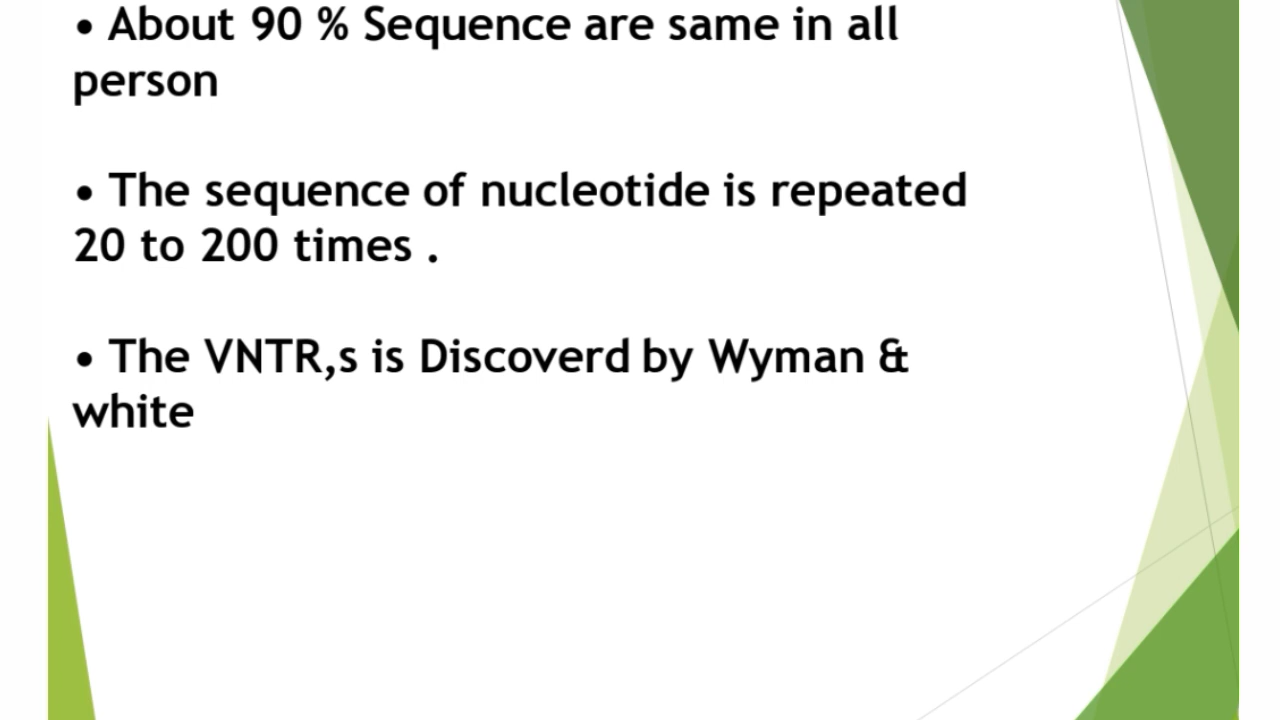 • About 90 % Sequence are same in all
person
• The sequence of nucleotide is repeated
20 to 200 times .
• The VNTR,s is Discoverd by Wyman &
white